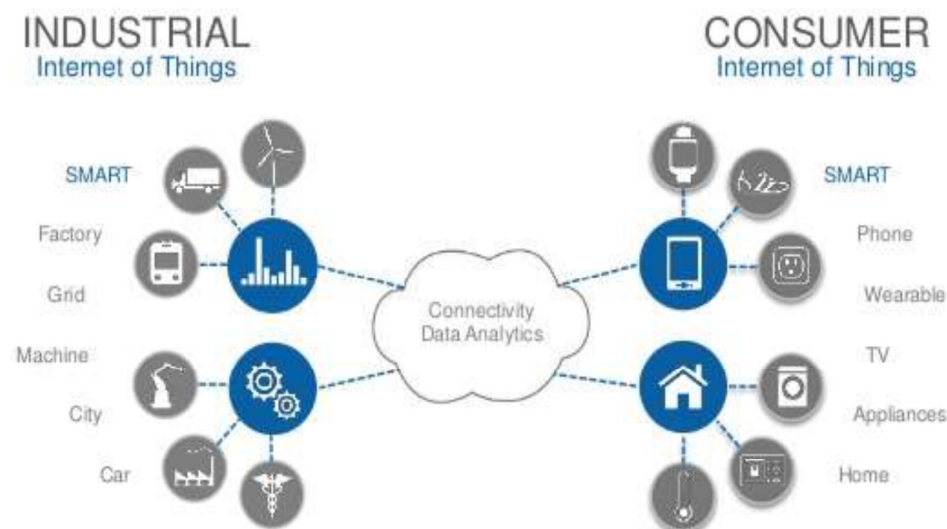 INDUSTRIAL
Internet of Things
SMART
Factory
Grid
Machine
City
Car
Connectivity
Data Analytics
CONSUMER
Internet of Things
SMART
Phone
Wearable
TV
Appliances
Home